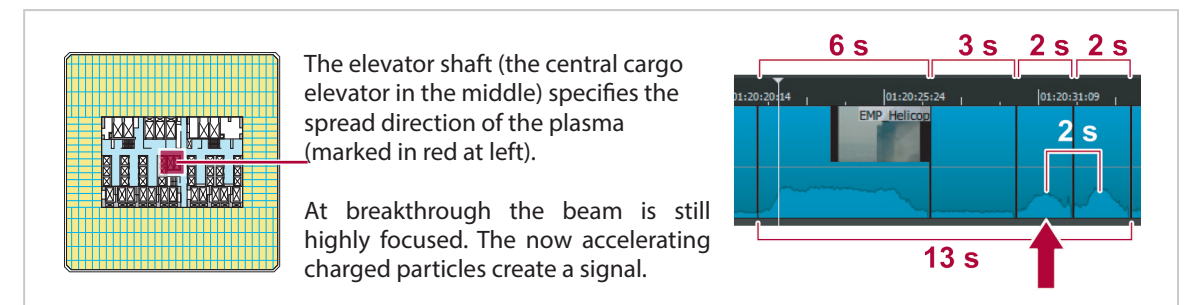 The elevator shaft (the central cargo
elevator in the middle) specifies the
spread direction of the plasma
(marked in red at left).
At breakthrough the beam is still
highly focused. The now accelerating
charged particles create a signal.
6 s 3 s 2 s 2 s
01:20:20:14 01:20:25:24 01:20:31:09
EMP_Helicop
2 s
13 s